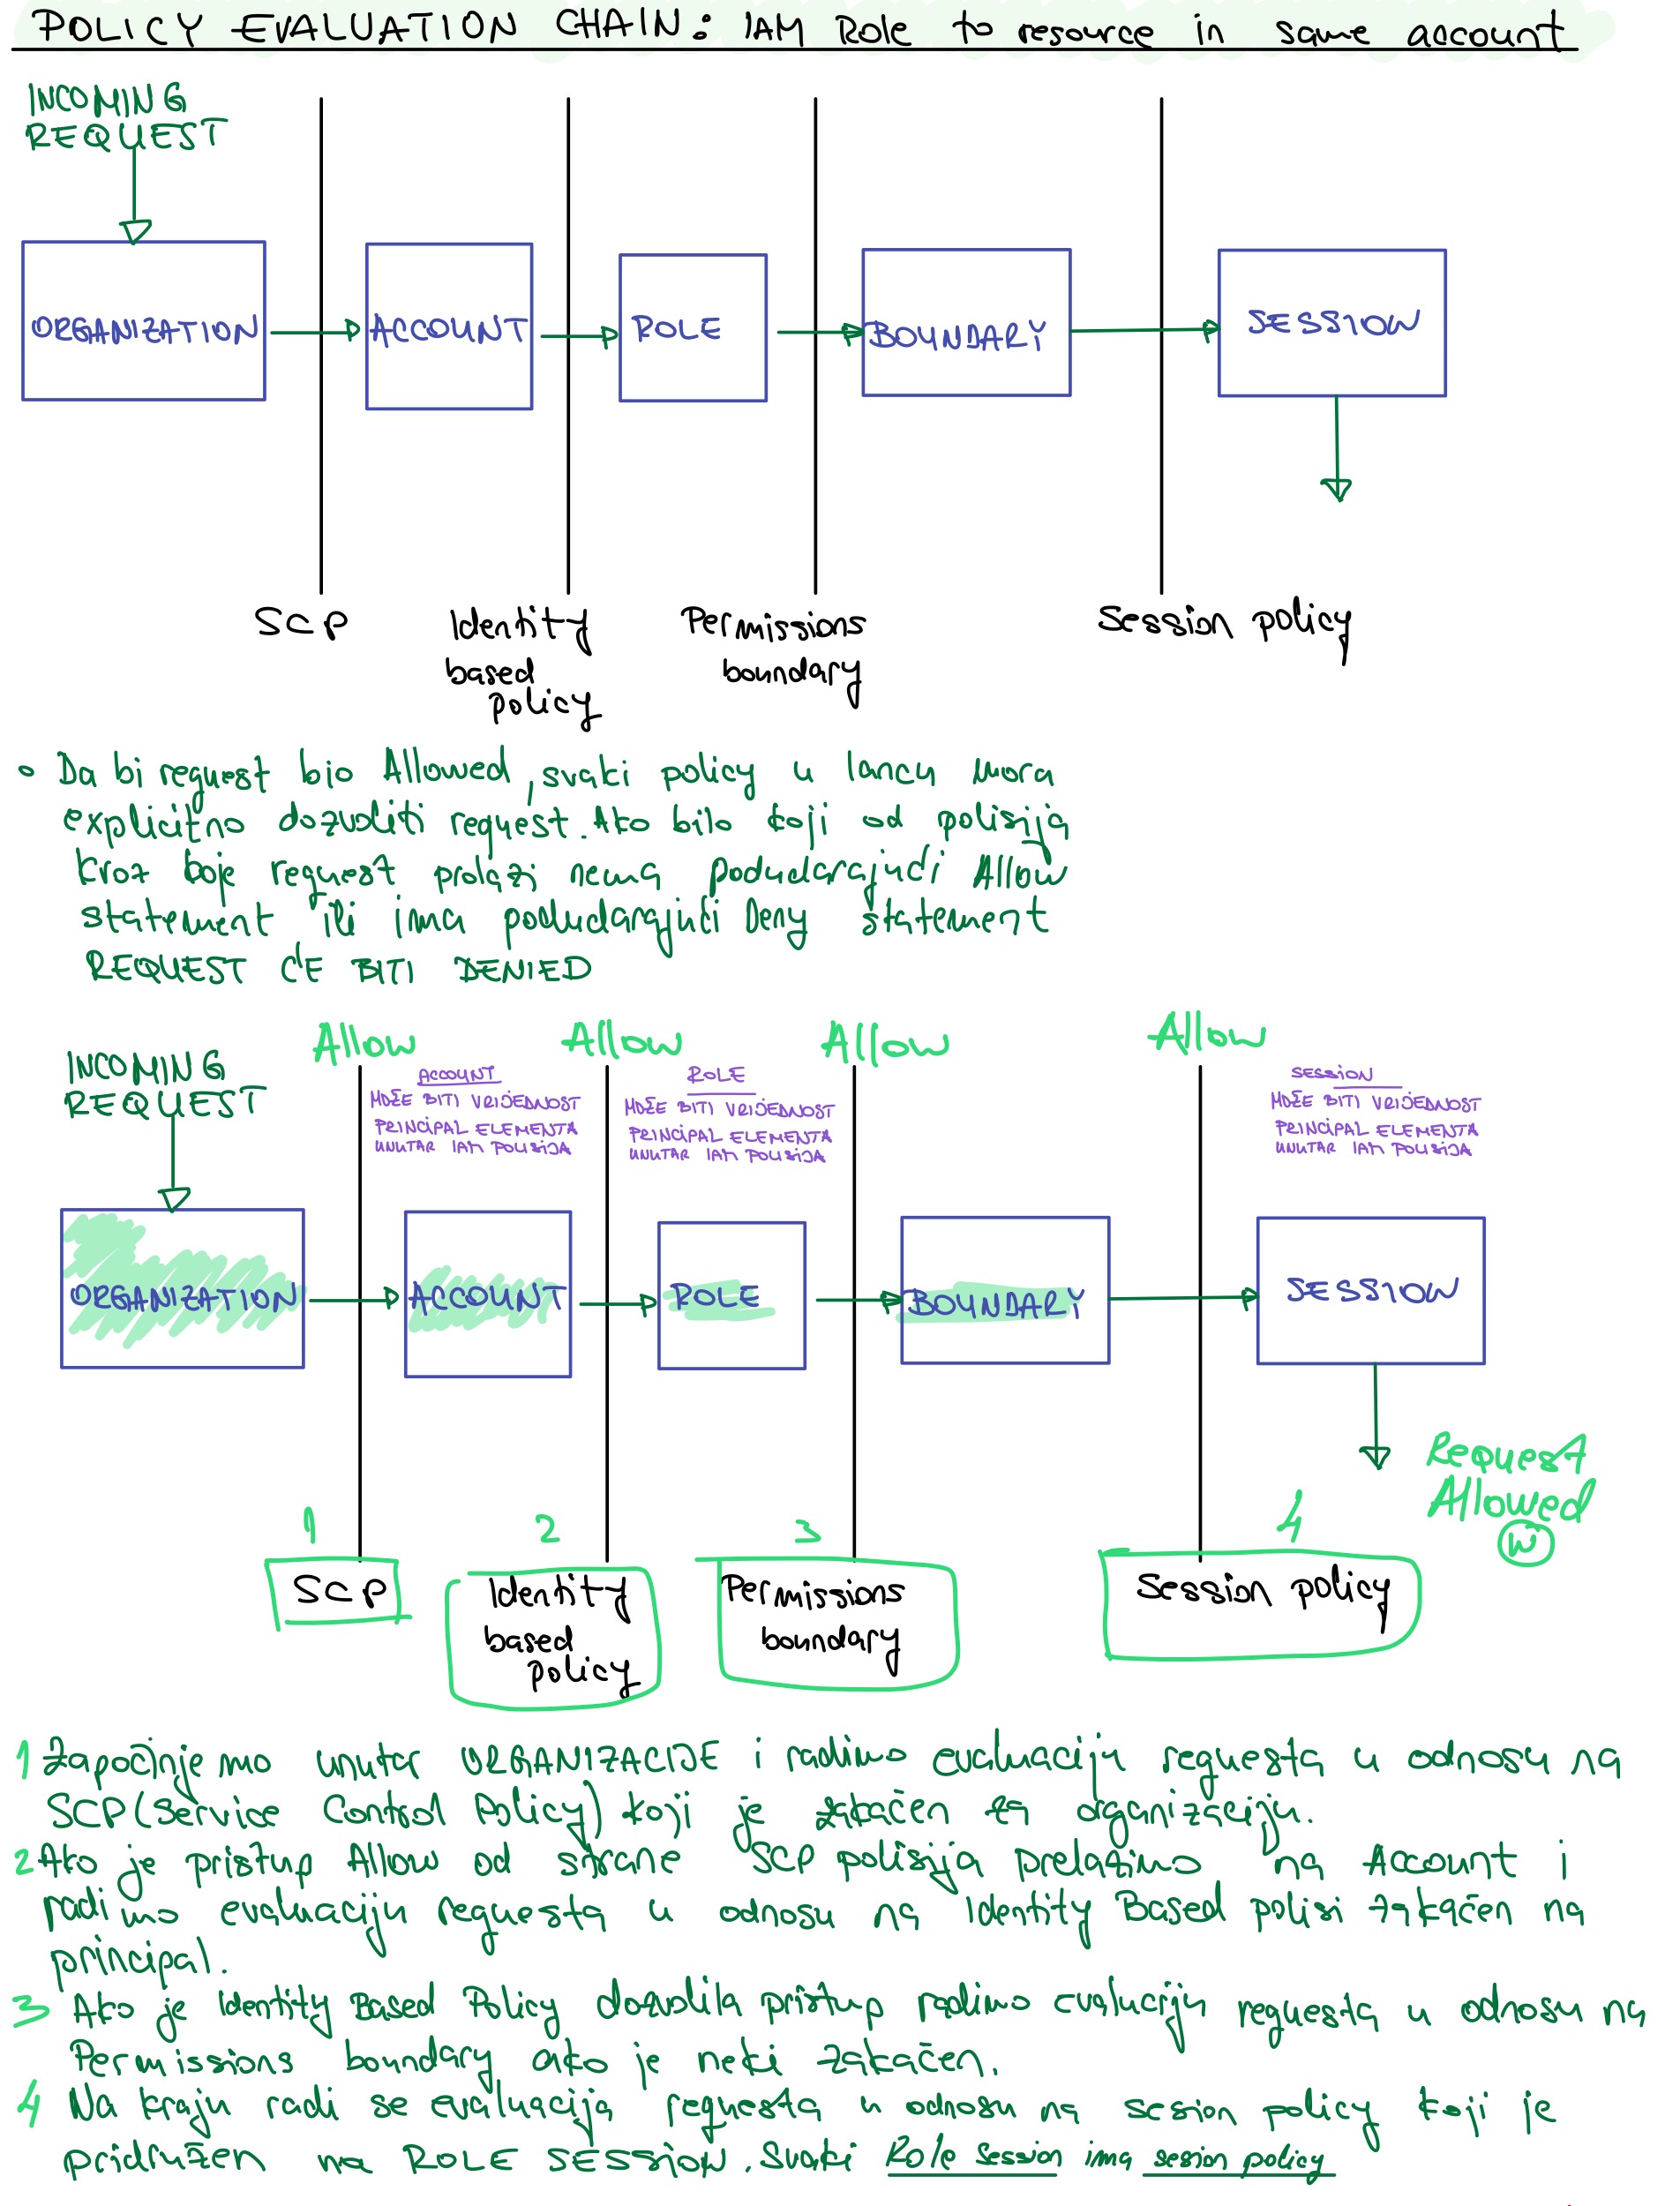 POLICY EVALUATION CHAIN: IAM Role to resource in same account
INCOMING
REQUEST
ORGANIZATION
ACCOUNT
ROLE
BOUNDARY
SESSION
SCP
Identity
based
policy
Permissions
boundary
Session policy
• Da bi request bio Allowed, svaki policy u lancu mora
explicitno dozvoliti request. Ako bilo koji od polisija
kroz koje request prolazi nema podudarajući Allow
statement ili ima podudarajući Deny statement
REQUEST ĆE BITI DENIED
Allow
Allow
Allow
Allow
INCOMING
REQUEST
ACCOUNT
MOŽE BITI VRIJEDNOST
PRINCIPAL ELEMENTA
UNUTAR IAM POLISIJA
ROLE
MOŽE BITI VRIJEDNOST
PRINCIPAL ELEMENTA
UNUTAR IAM POLISIJA
SESSION
MOŽE BITI VRIJEDNOST
PRINCIPAL ELEMENTA
UNUTAR IAM POLISIJA
ORGANIZATION
ACCOUNT
ROLE
BOUNDARY
SESSION
Request
Allowed
1
2
3
4
SCP
Identity
based
policy
Permissions
boundary
Session policy
1 Započinjemo unutar ORGANIZACIJE i radimo evaluaciju requesta u odnosu na
SCP (Service Control Policy) koji je zakačen za organizaciju.
2 Ako je pristup Allow od strane SCP polisija prelazimo na Account i
radimo evaluaciju requesta u odnosu na Identity Based polisi zakačen na
principal.
3 Ako je Identity Based Policy dozvolila pristup radimo evaluciju requesta u odnosu na
Permissions boundary ako je neki zakačen.
4 Na kraju radi se evaluacija requesta u odnosu na sesion policy koji je
pridružen na ROLE SESSION. Svaki Role Session ima sesion policy